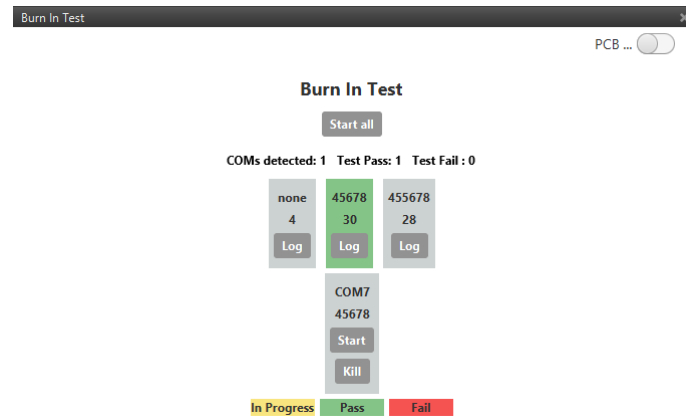 Burn In Test
PCB ...
Burn In Test
Start all
COMs detected: 1 Test Pass: 1 Test Fail : 0
none 45678 455678
4 30 28
Log Log Log
COM7
45678
Start
Kill
In Progress Pass Fail